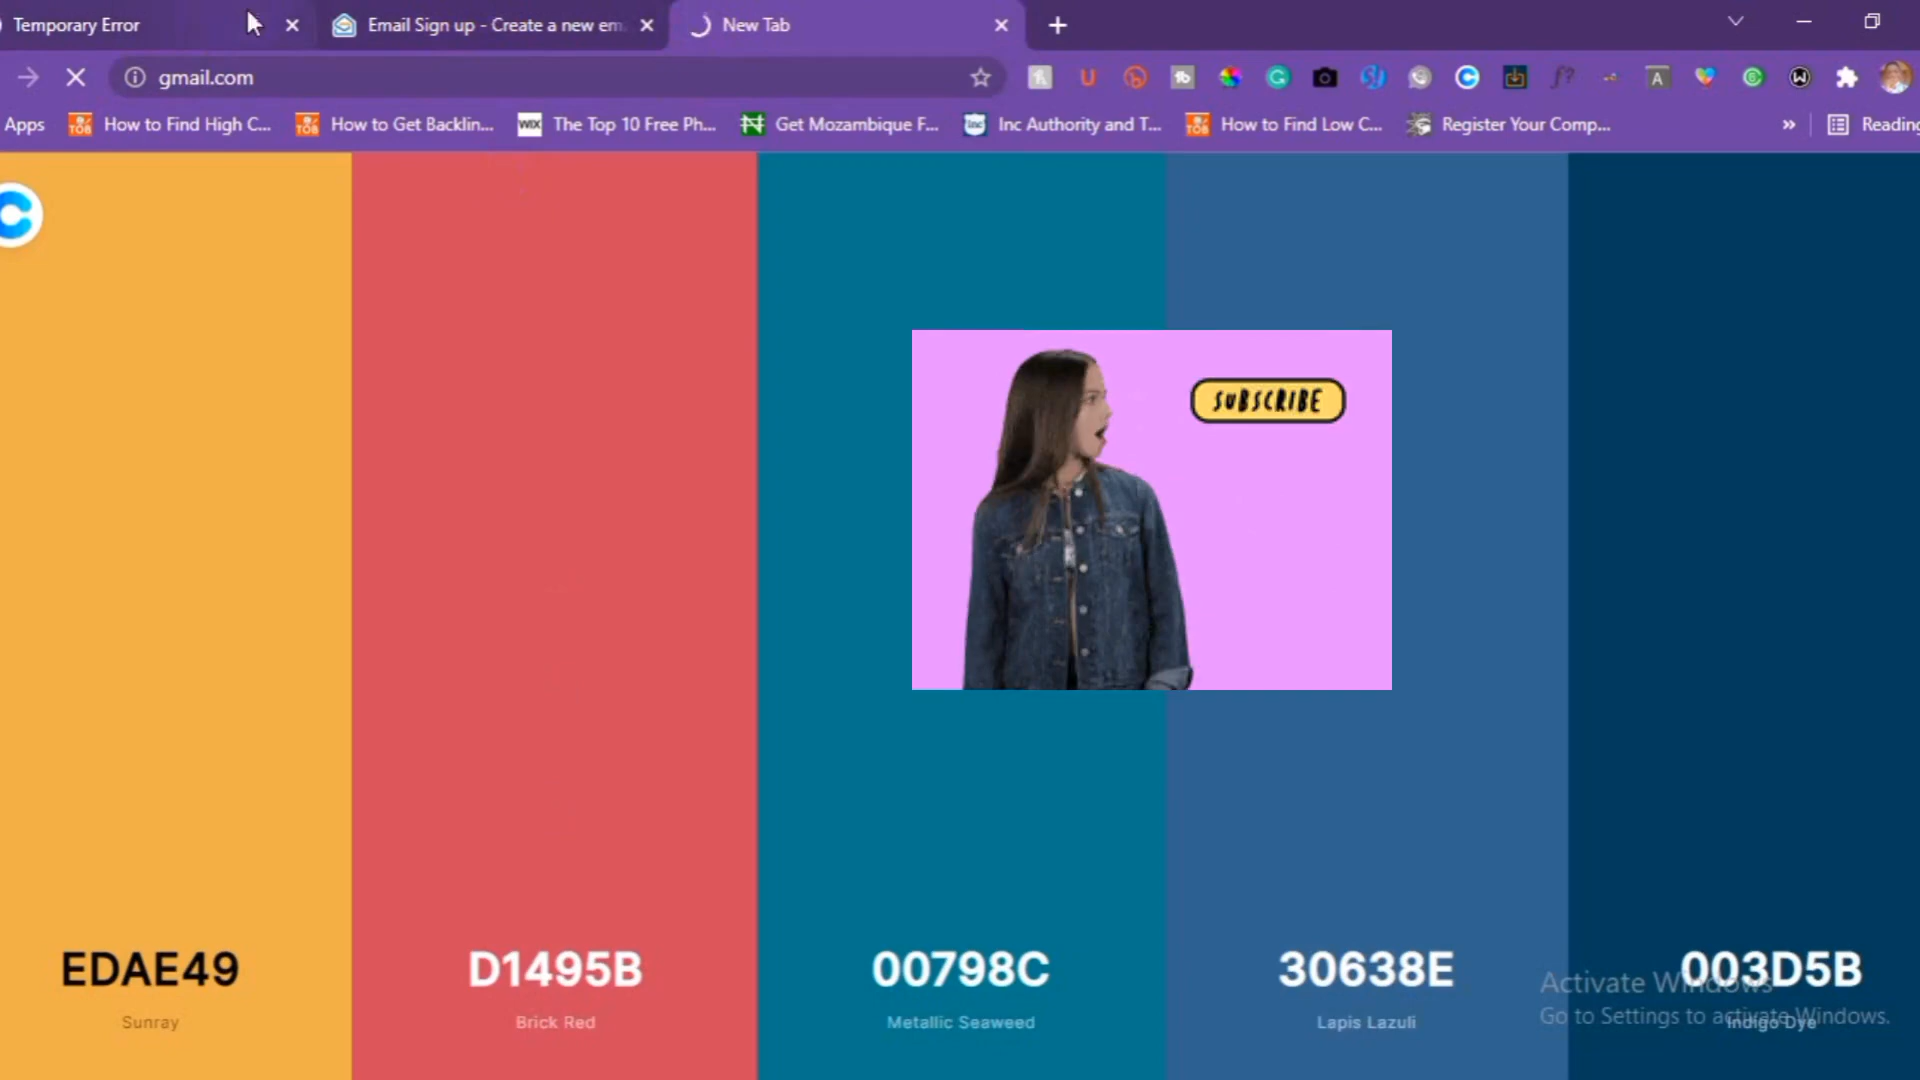 Temporary Error
Email Sign up - Create a new em
New Tab
gmail.com
Apps
How to Find High C...
How to Get Backlin...
WIX
The Top 10 Free Ph...
Get Mozambique F...
Inc
Inc Authority and T...
How to Find Low C...
Register Your Comp...
Reading
SUBSCRIBE
EDAE49
D1495B
00798C
30638E
003D5B
Sunray
Brick Red
Metallic Seaweed
Lapis Lazuli
Indigo Dye
Activate Windows
Go to Settings to activate Windows.